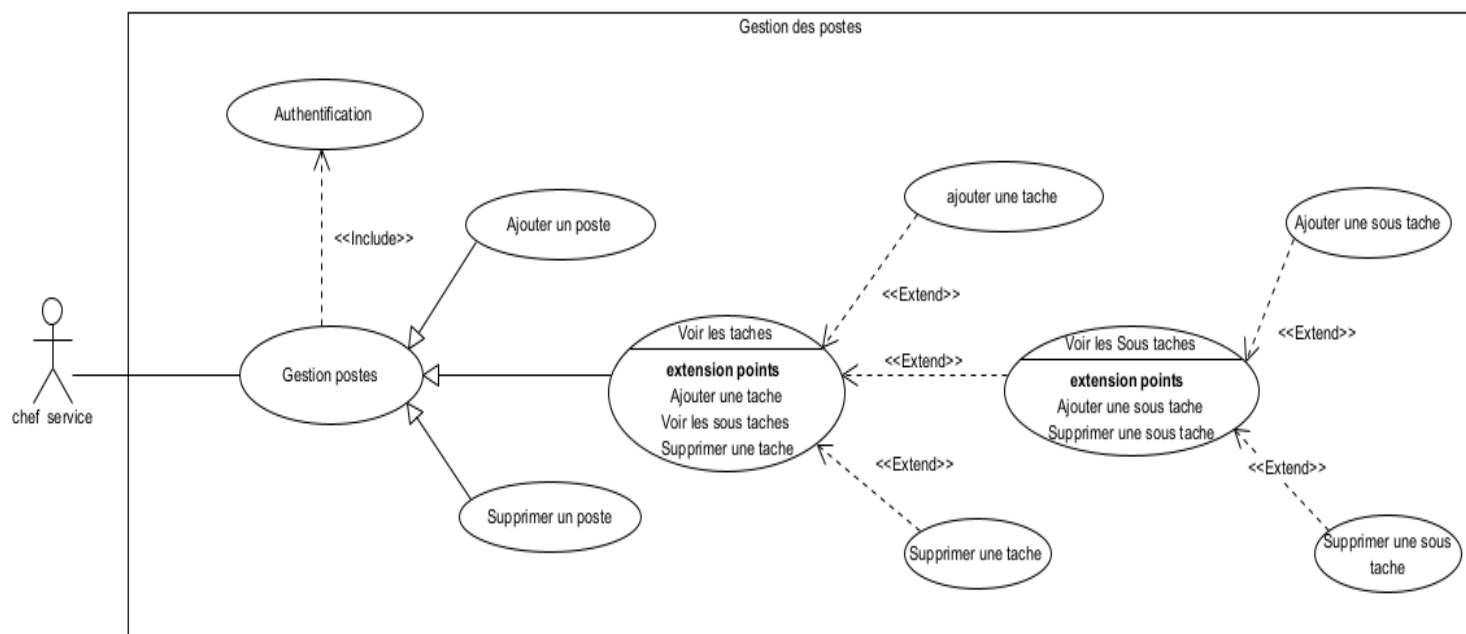 Gestion des postes
Authentification
<<Include>>
Ajouter un poste
ajouter une tache
Ajouter une sous tache
<<Extend>>
<<Extend>>
Voir les taches
extension points
Ajouter une tache
Voir les sous taches
Supprimer une tache
<<Extend>>
Voir les Sous taches
extension points
Ajouter une sous tache
Supprimer une sous tache
Gestion postes
chef service
<<Extend>>
<<Extend>>
Supprimer un poste
Supprimer une tache
Supprimer une sous
tache